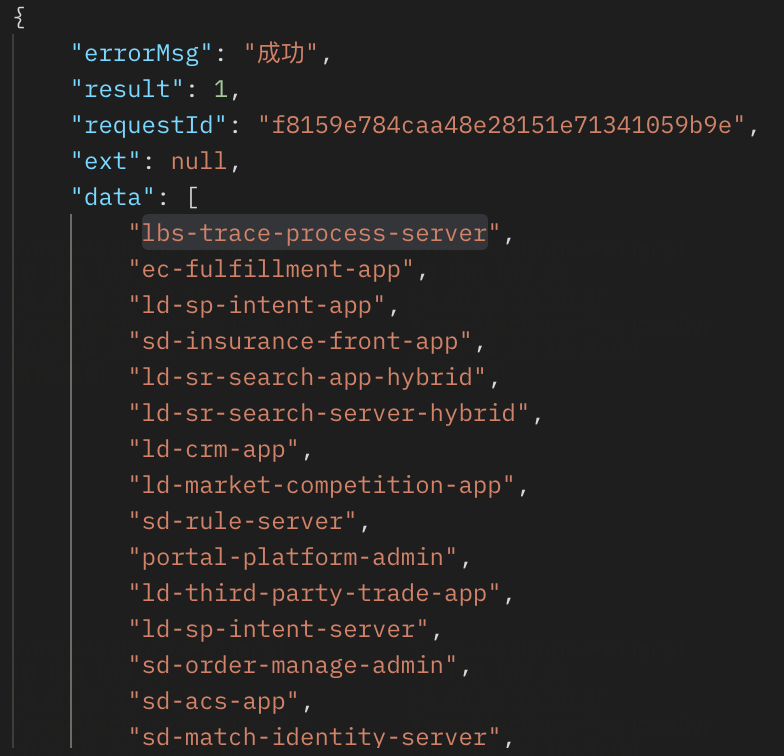 {
"errorMsg": "成功",
"result": 1,
"requestId": "f8159e784caa48e28151e71341059b9e",
"ext": null,
"data": [
"lbs-trace-process-server",
"ec-fulfillment-app",
"ld-sp-intent-app",
"sd-insurance-front-app",
"ld-sr-search-app-hybrid",
"ld-sr-search-server-hybrid",
"ld-crm-app",
"ld-market-competition-app",
"sd-rule-server",
"portal-platform-admin",
"ld-third-party-trade-app",
"ld-sp-intent-server",
"sd-order-manage-admin",
"sd-acs-app",
"sd-match-identity-server",